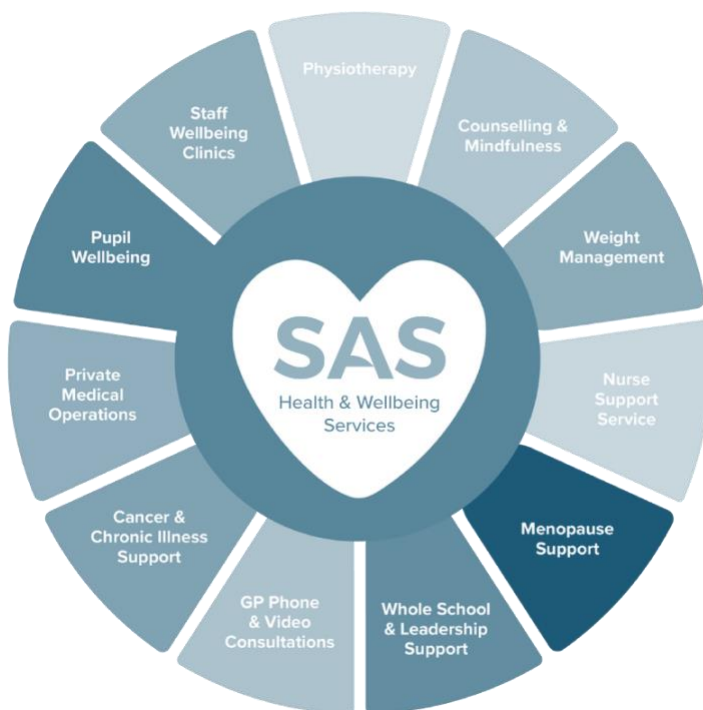 Physiotherapy
Counselling &
Mindfulness
Weight
Management
Nurse
Support
Service
Menopause
Support
Whole School
& Leadership
Support
GP Phone
& Video
Consultations
Cancer &
Chronic Illness
Support
Private
Medical
Operations
Pupil
Wellbeing
Staff
Wellbeing
Clinics
SAS
Health & Wellbeing
Services